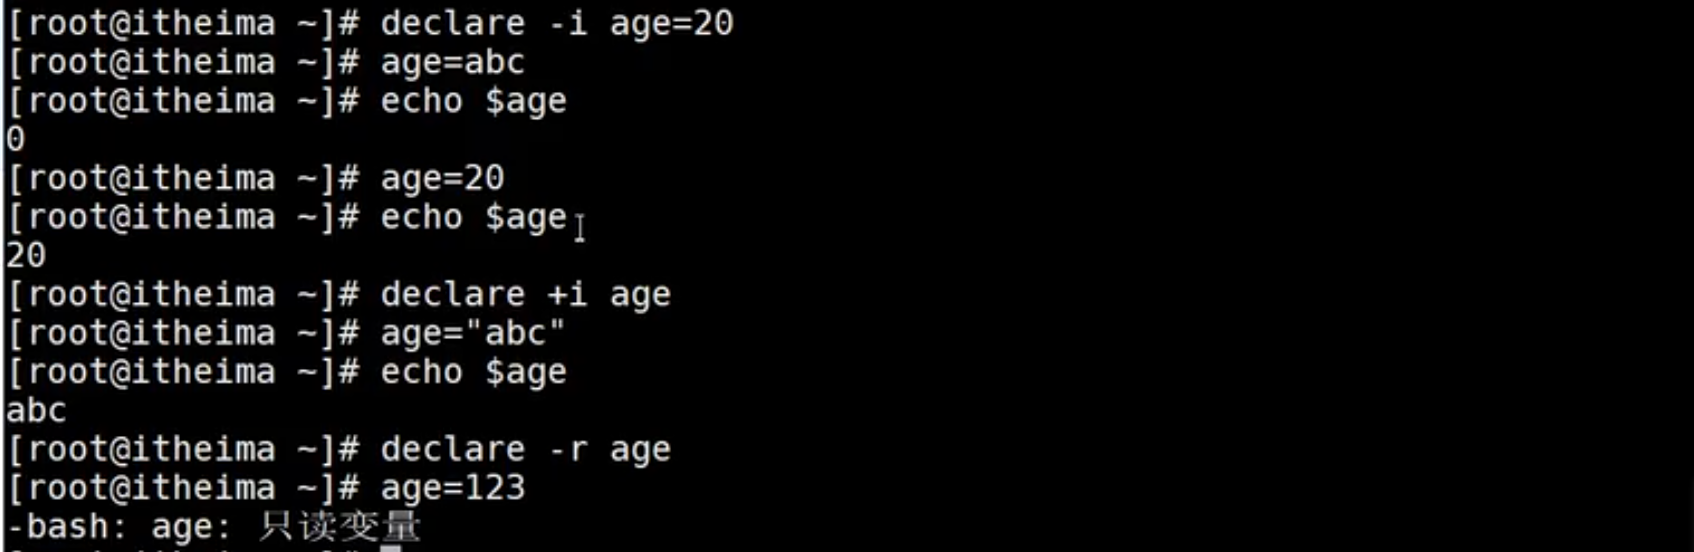 [root@itheima ~]# declare -i age=20
[root@itheima ~]# age=abc
[root@itheima ~]# echo $age
0
[root@itheima ~]# age=20
[root@itheima ~]# echo $age
20
[root@itheima ~]# declare +i age
[root@itheima ~]# age="abc"
[root@itheima ~]# echo $age
abc
[root@itheima ~]# declare -r age
[root@itheima ~]# age=123
-bash: age: 只读变量